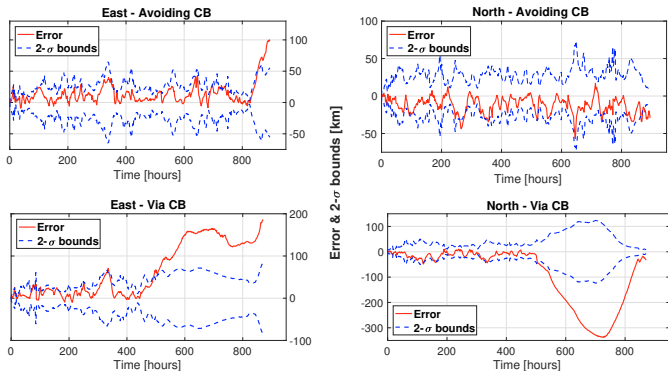 East - Avoiding CB
Error
2-σ bounds
100
50
0
-50
0 200 400 600 800
Time [hours]
North - Avoiding CB
Error
2-σ bounds
100
50
0
-50
0 200 400 600 800
Time [hours]
Error & 2-σ bounds [km]
East - Via CB
Error
2-σ bounds
200
100
0
-100
0 200 400 600 800
Time [hours]
North - Via CB
Error
2-σ bounds
100
0
-100
-200
-300
0 200 400 600 800
Time [hours]